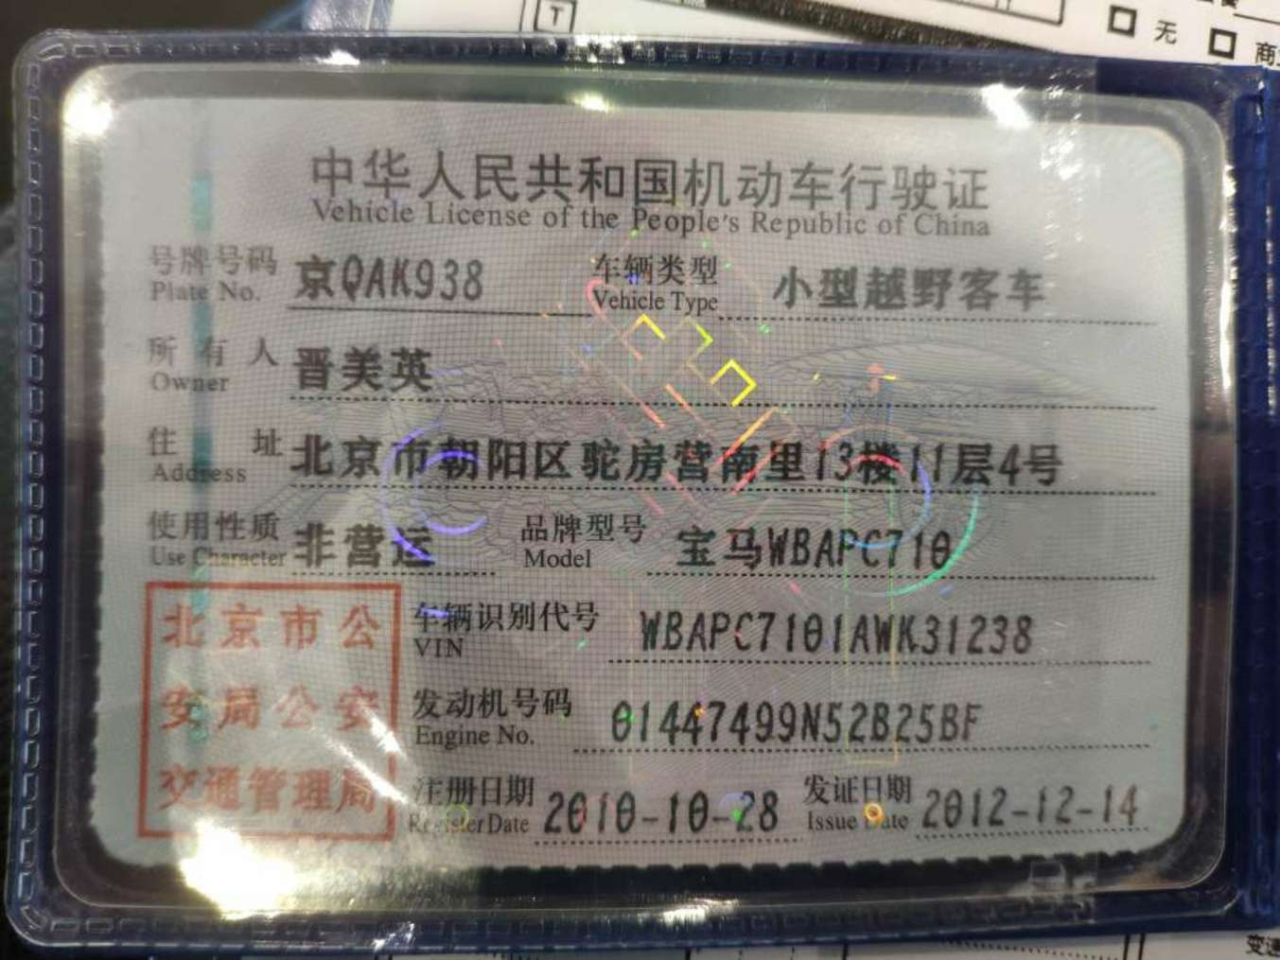 T
无
商
中华人民共和国机动车行驶证
Vehicle License of the People's Republic of China
号牌号码 京QAK938 车辆类型 小型越野客车
Plate No. Vehicle Type
所有人 晋美英
Owner
住址 北京市朝阳区驼房营南里13楼11层4号
Address
使用性质 非营运 品牌型号 宝马WBAPC710
Use Character Model
北京市公
安局公安
交通管理局
车辆识别代号 WBAPC7101AWK31238
VIN
发动机号码 01447499N52B25BF
Engine No.
注册日期 2010-10-28 发证日期 2012-12-14
Register Date Issue Date